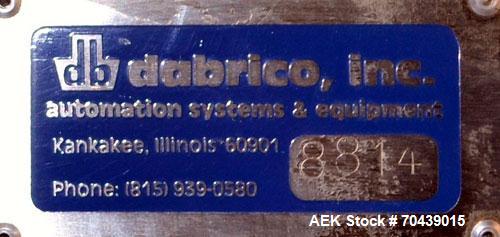 db dabrico, inc.
automation systems & equipment
Kankakee, Illinois 60901
8814
Phone: (815) 939-0580
AEK Stock # 70439015